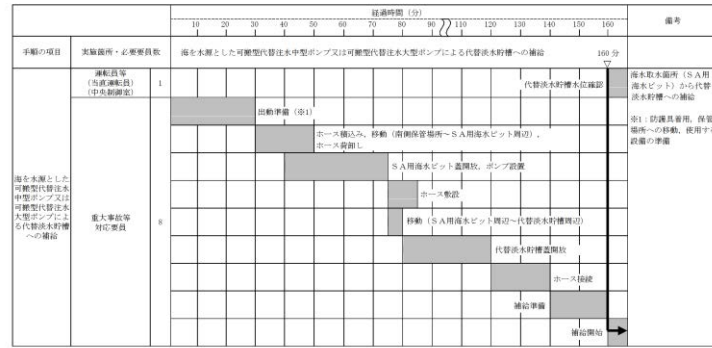 経過時間（分）
備考
10 20 30 40 50 60 70 80 90 110 120 130 140 150 160
手順の項目
実施箇所・必要要員数
海を水源とした可搬型代替注水中型ポンプ又は可搬型代替注水大型ポンプによる代替淡水貯槽への補給
160 分
運転員等
（当直運転員）
（中央制御室）
1
代替淡水貯槽水位確認
海水取水箇所（ＳＡ用
海水ピット）から代替
淡水貯槽への補給
※1：防護具着用，保管
場所への移動，使用する
設備の準備
海を水源とした
可搬型代替注水
中型ポンプ又は
可搬型代替注水
大型ポンプによ
る代替淡水貯槽
への補給
重大事故等
対応要員
8
出動準備（※1）
ホース積込み、移動（南側保管場所～ＳＡ用海水ピット周辺）、
ホース荷卸し
ＳＡ用海水ピット蓋開放，ポンプ設置
ホース敷設
移動（ＳＡ用海水ピット周辺～代替淡水貯槽周辺）
代替淡水貯槽蓋開放
ホース接続
補給準備
補給開始